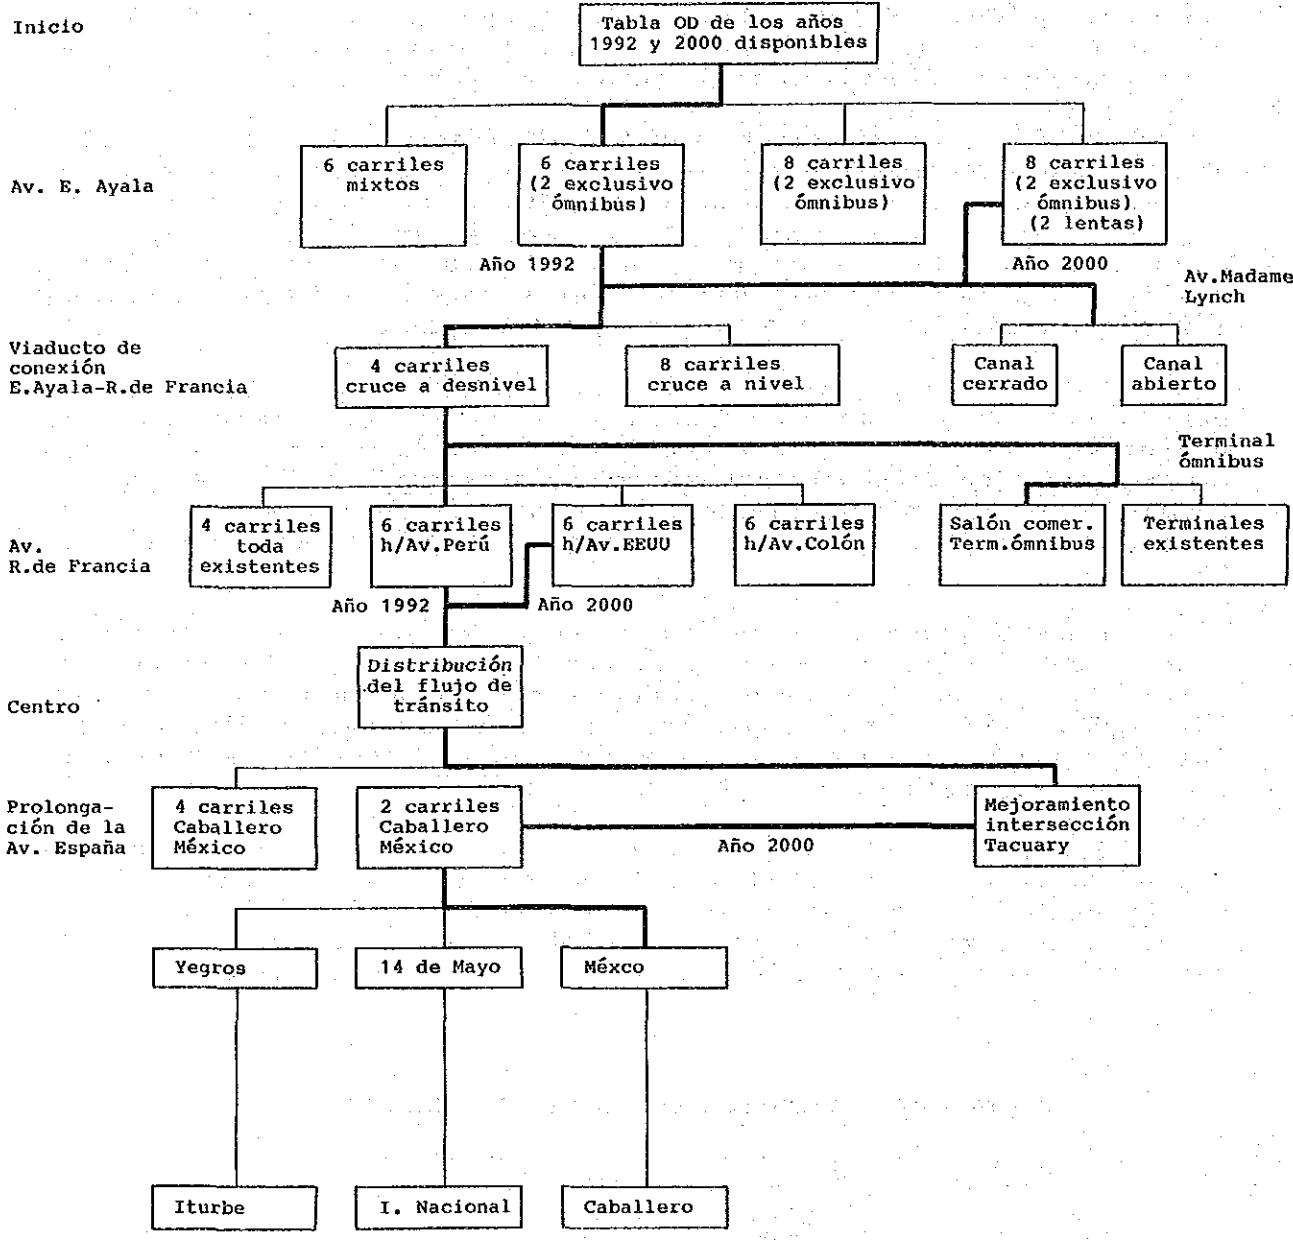 Inicio
Tabla OD de los años
1992 y 2000 disponibles
Av. E. Ayala
6 carriles
mixtos
6 carriles
(2 exclusivo
ómnibus)
8 carriles
(2 exclusivo
ómnibus)
8 carriles
(2 exclusivo
ómnibus)
(2 lentas)
Año 1992
Año 2000
Av.Madame
Lynch
Viaducto de
conexión
E.Ayala-R.de Francia
4 carriles
cruce a desnivel
8 carriles
cruce a nivel
Canal
cerrado
Canal
abierto
Terminal
ómnibus
Av.
R.de Francia
4 carriles
toda
existentes
6 carriles
h/Av.Perú
6 carriles
h/Av.EEUU
6 carriles
h/Av.Colón
Salón comer.
Term.ómnibus
Terminales
existentes
Año 1992
Año 2000
Centro
Distribución
del flujo de
tránsito
Prolonga-
ción de la
Av. España
4 carriles
Caballero
México
2 carriles
Caballero
México
Año 2000
Mejoramiento
intersección
Tacuary
Yegros
14 de Mayo
Méxco
Iturbe
I. Nacional
Caballero